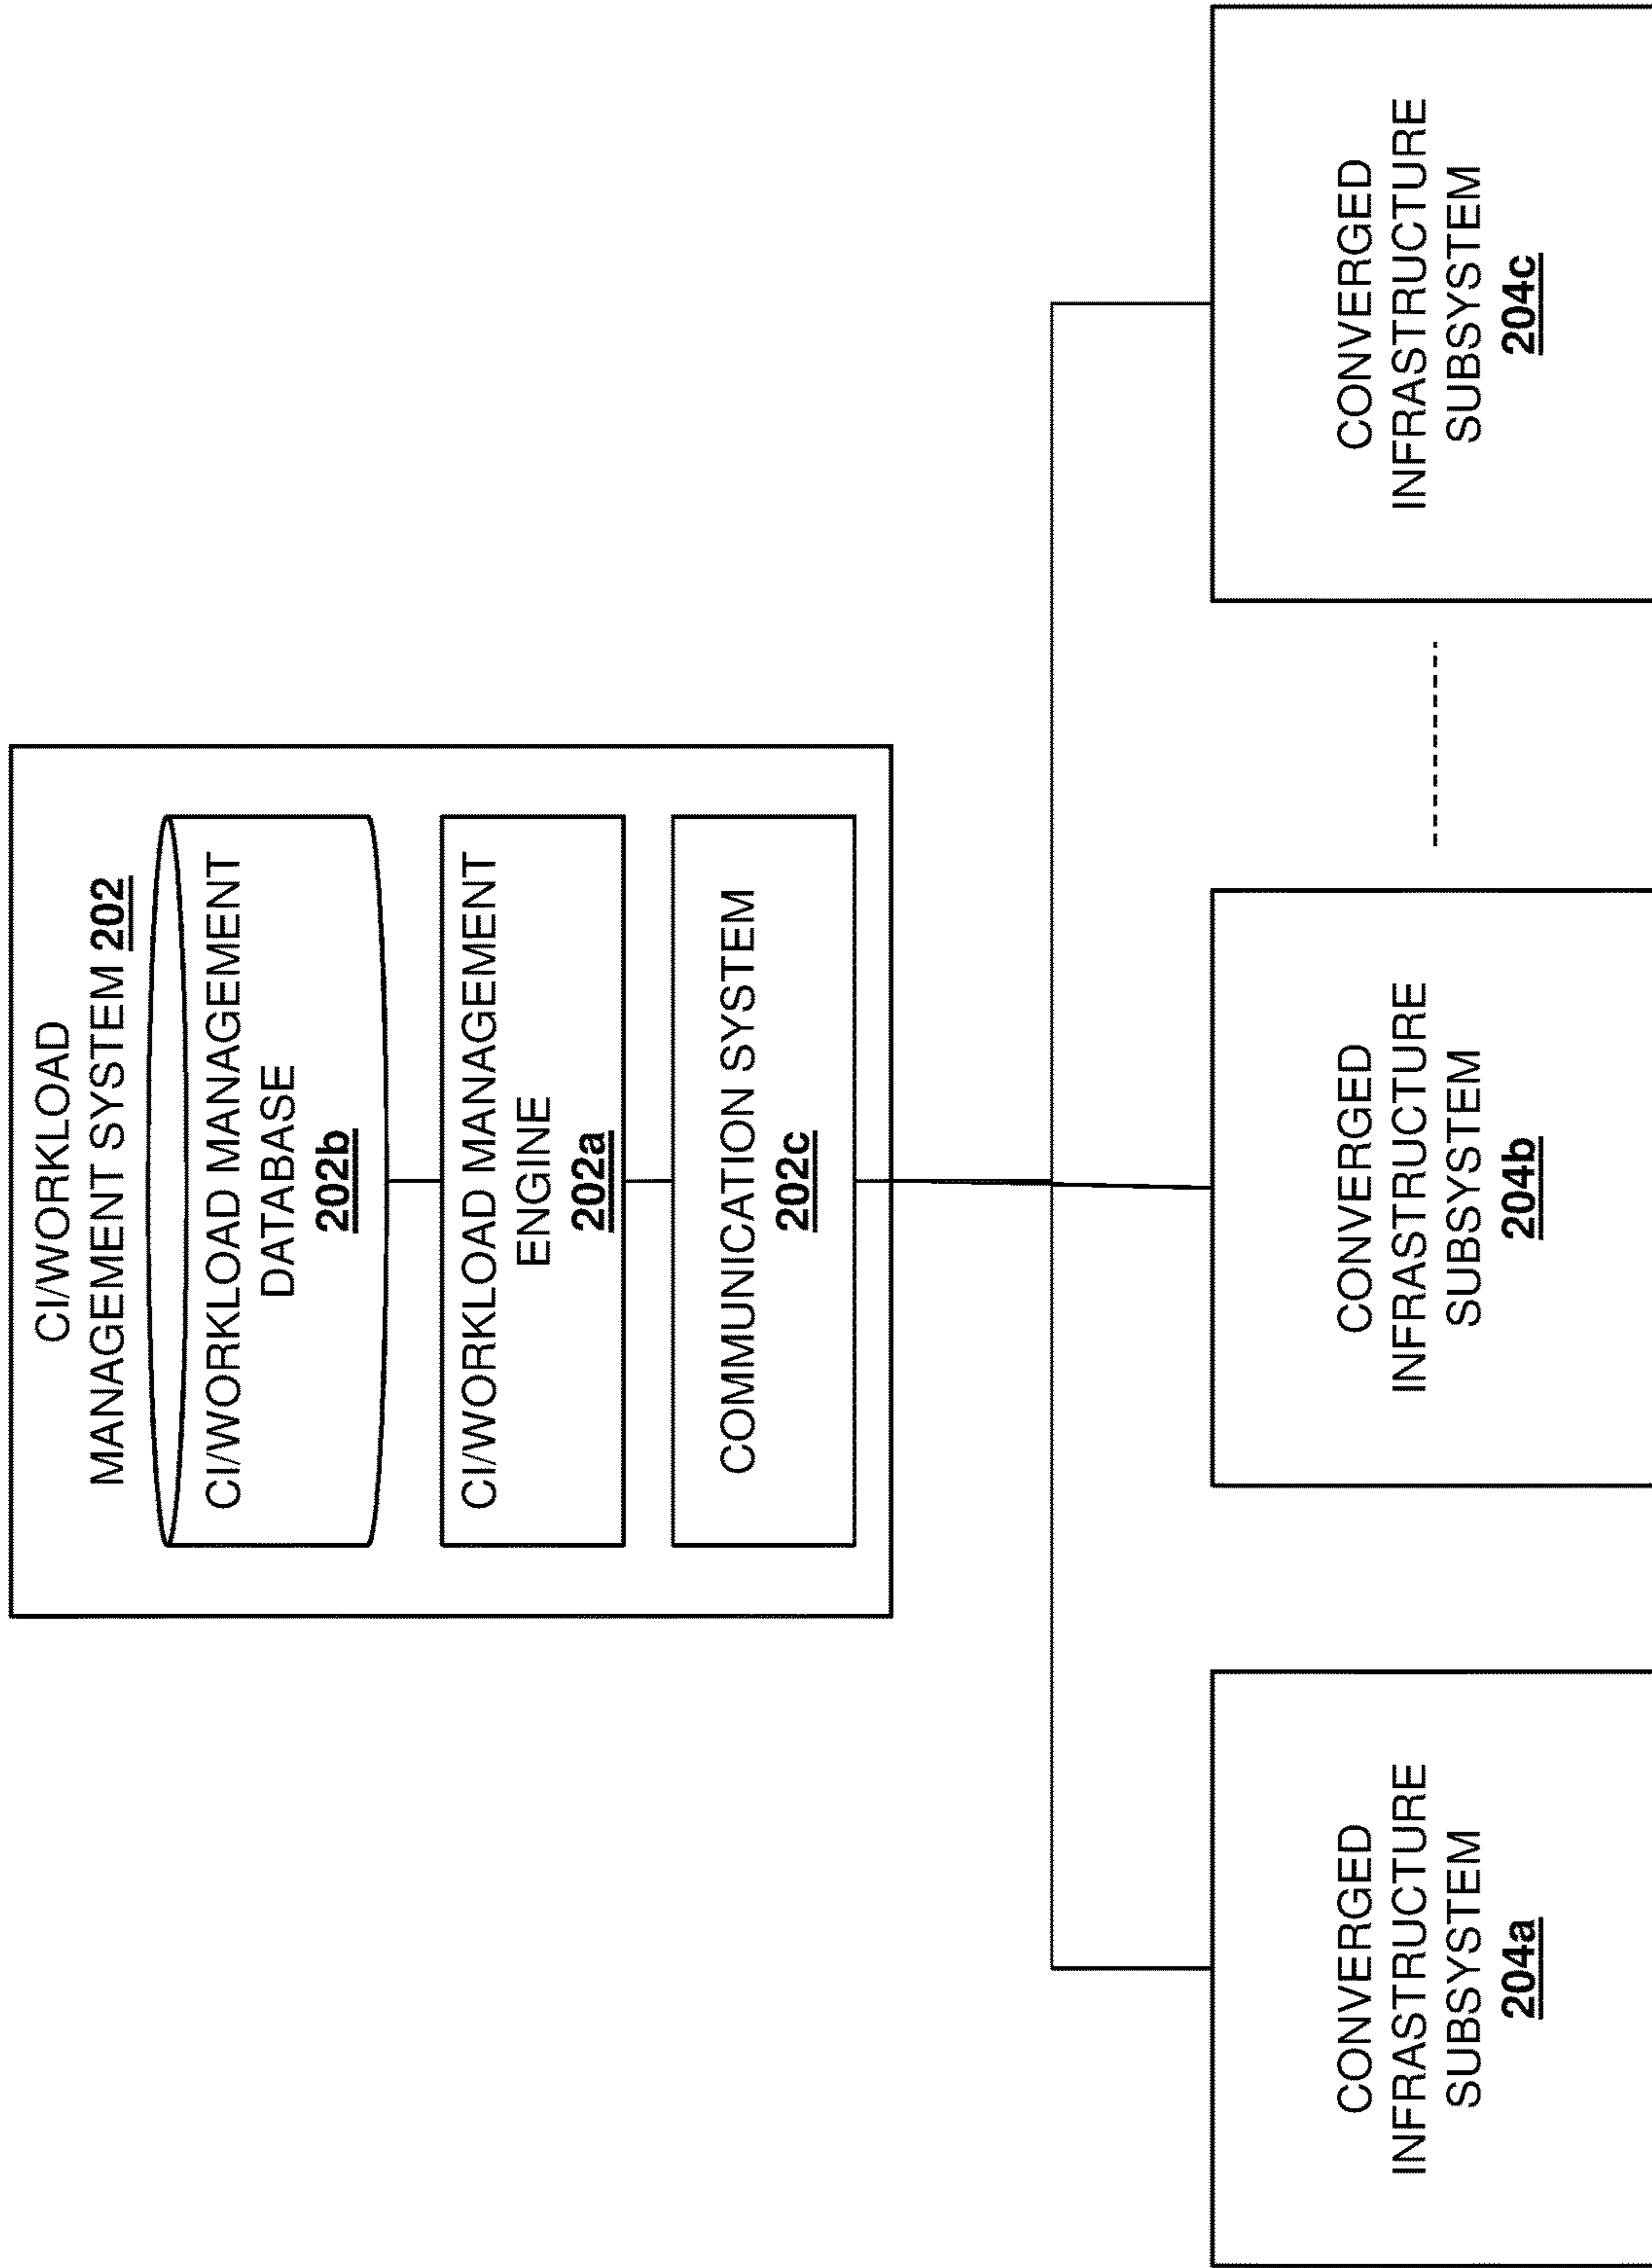 CI/WORKLOAD
MANAGEMENT SYSTEM 202
CI/WORKLOAD MANAGEMENT
DATABASE
202b
CI/WORKLOAD MANAGEMENT
ENGINE
202a
COMMUNICATION SYSTEM
202c
CONVERGED
INFRASTRUCTURE
SUBSYSTEM
204a
CONVERGED
INFRASTRUCTURE
SUBSYSTEM
204b
CONVERGED
INFRASTRUCTURE
SUBSYSTEM
204c